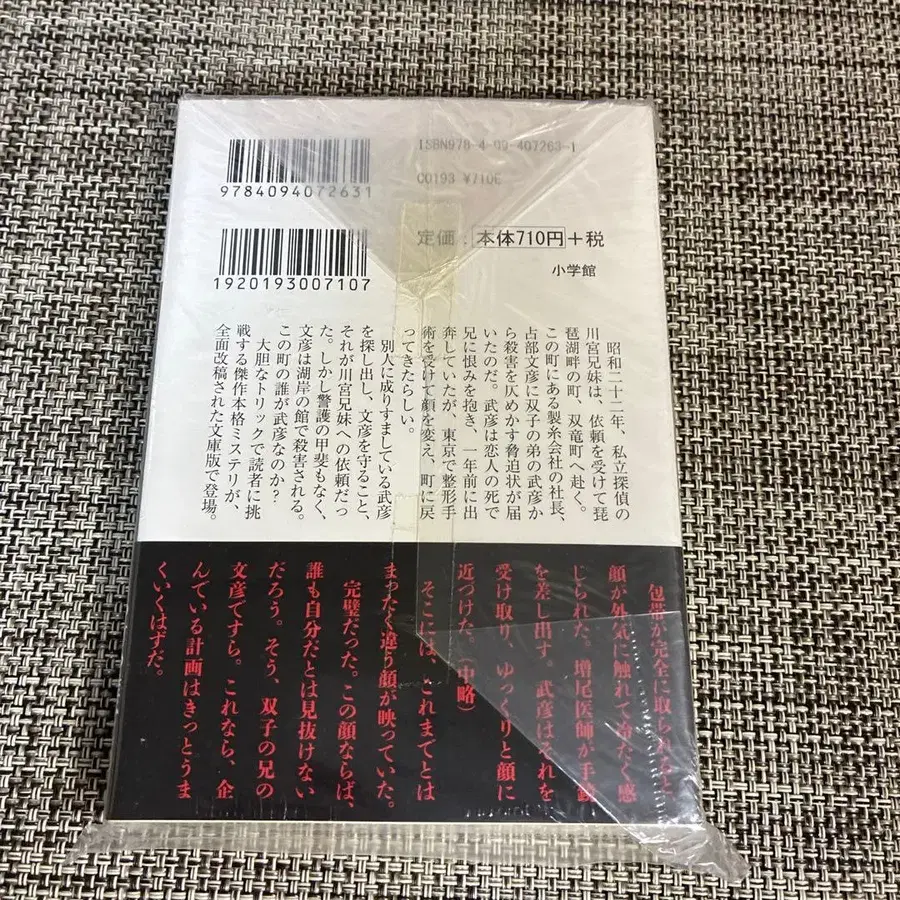 ISBN978-4-09-407263-1
C0193 ¥710E
9784094072631
定価：本体710円＋税
1920193007107
小学館
昭和二十二年、私立探偵の
川宮兄妹は、依頼を受けて琵
琶湖畔の町、双竜町へ赴く。
この町にある製糸会社の社長、
占部文彦に双子の弟の武彦か
ら殺害を仄めかす脅迫状が届
いたのだ。武彦は恋人の死で
兄に恨みを抱き、一年前に出
奔していたが、東京で整形手
術を受けて顔を変え、町に戻
ってきたらしい。
別人に成りすましている武彦
を探し出し、文彦を守ること、
それが川宮兄妹への依頼だっ
た。しかし警護の甲斐もなく、
文彦は湖岸の館で殺害される。
この町の誰が武彦なのか？
大胆なトリックで読者に挑
戦する傑作本格ミステリが、
全面改稿された文庫版で登場。
包帯が完全に取られると
顔が外気に触れて冷たく感
じられた。増尾医師が手鏡
を差し出す。武彦はそれを
受け取り、ゆっくりと顔に
近づけた。（中略）
そこには、これまでとは
まったく違う顔が映っていた。
完璧だった。この顔ならば、
誰も自分だとは見抜けない
だろう。そう、双子の兄の
文彦ですら。これなら、企
んでいる計画はきっとうま
くいくはずだ。